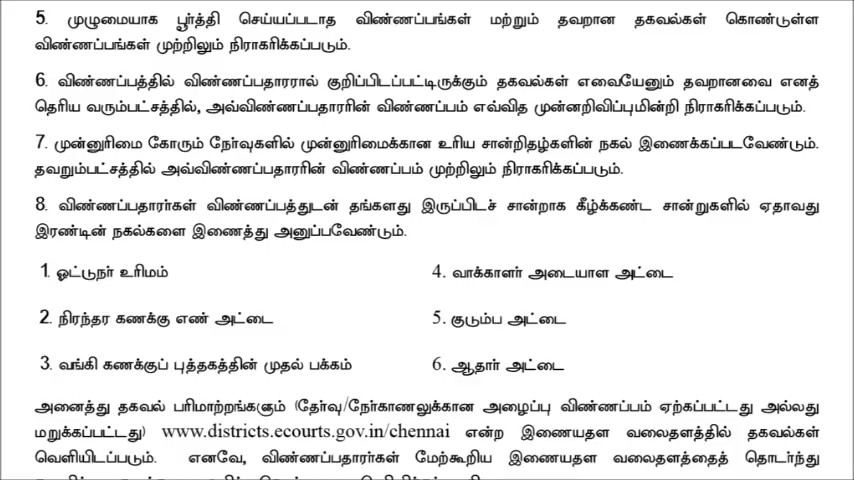 5. முழுமையாக பூர்த்தி செய்யப்படாத விண்ணப்பங்கள் மற்றும் தவறான தகவல்கள் கொண்டுள்ள
விண்ணப்பங்கள் முற்றிலும் நிராகரிக்கப்படும்.
6. விண்ணப்பத்தில் விண்ணப்பதாரரால் குறிப்பிடப்பட்டிருக்கும் தகவல்கள் எவையேனும் தவறானவை எனத்
தெரிய வரும்பட்சத்தில், அவ்விண்ணப்பதாரரின் விண்ணப்பம் எவ்வித முன்னறிவிப்புமின்றி நிராகரிக்கப்படும்.
7. முன்னுரிமை கோரும் நேர்வுகளில் முன்னுரிமைக்கான உரிய சான்றிதழ்களின் நகல் இணைக்கப்படவேண்டும்.
தவறும்பட்சத்தில் அவ்விண்ணப்பதாரரின் விண்ணப்பம் முற்றிலும் நிராகரிக்கப்படும்.
8. விண்ணப்பதாரர்கள் விண்ணப்பத்துடன் தங்களது இருப்பிடச் சான்றாக கீழ்க்கண்ட சான்றுகளில் ஏதாவது
இரண்டின் நகல்களை இணைத்து அனுப்பவேண்டும்.
1. ஓட்டுநர் உரிமம் 4. வாக்காளர் அடையாள அட்டை
2. நிரந்தர கணக்கு எண் அட்டை 5. குடும்ப அட்டை
3. வங்கி கணக்குப் புத்தகத்தின் முதல் பக்கம் 6. ஆதார் அட்டை
அனைத்து தகவல் பரிமாற்றங்களும் (தேர்வு/நேர்காணலுக்கான அழைப்பு விண்ணப்பம் ஏற்கப்பட்டது அல்லது
மறுக்கப்பட்டது) www.districts.ecourts.gov.in/chennai என்ற இணையதள வலைதளத்தில் தகவல்கள்
வெளியிடப்படும். எனவே, விண்ணப்பதாரர்கள் மேற்கூறிய இணையதள வலைதளத்தைத் தொடர்ந்து